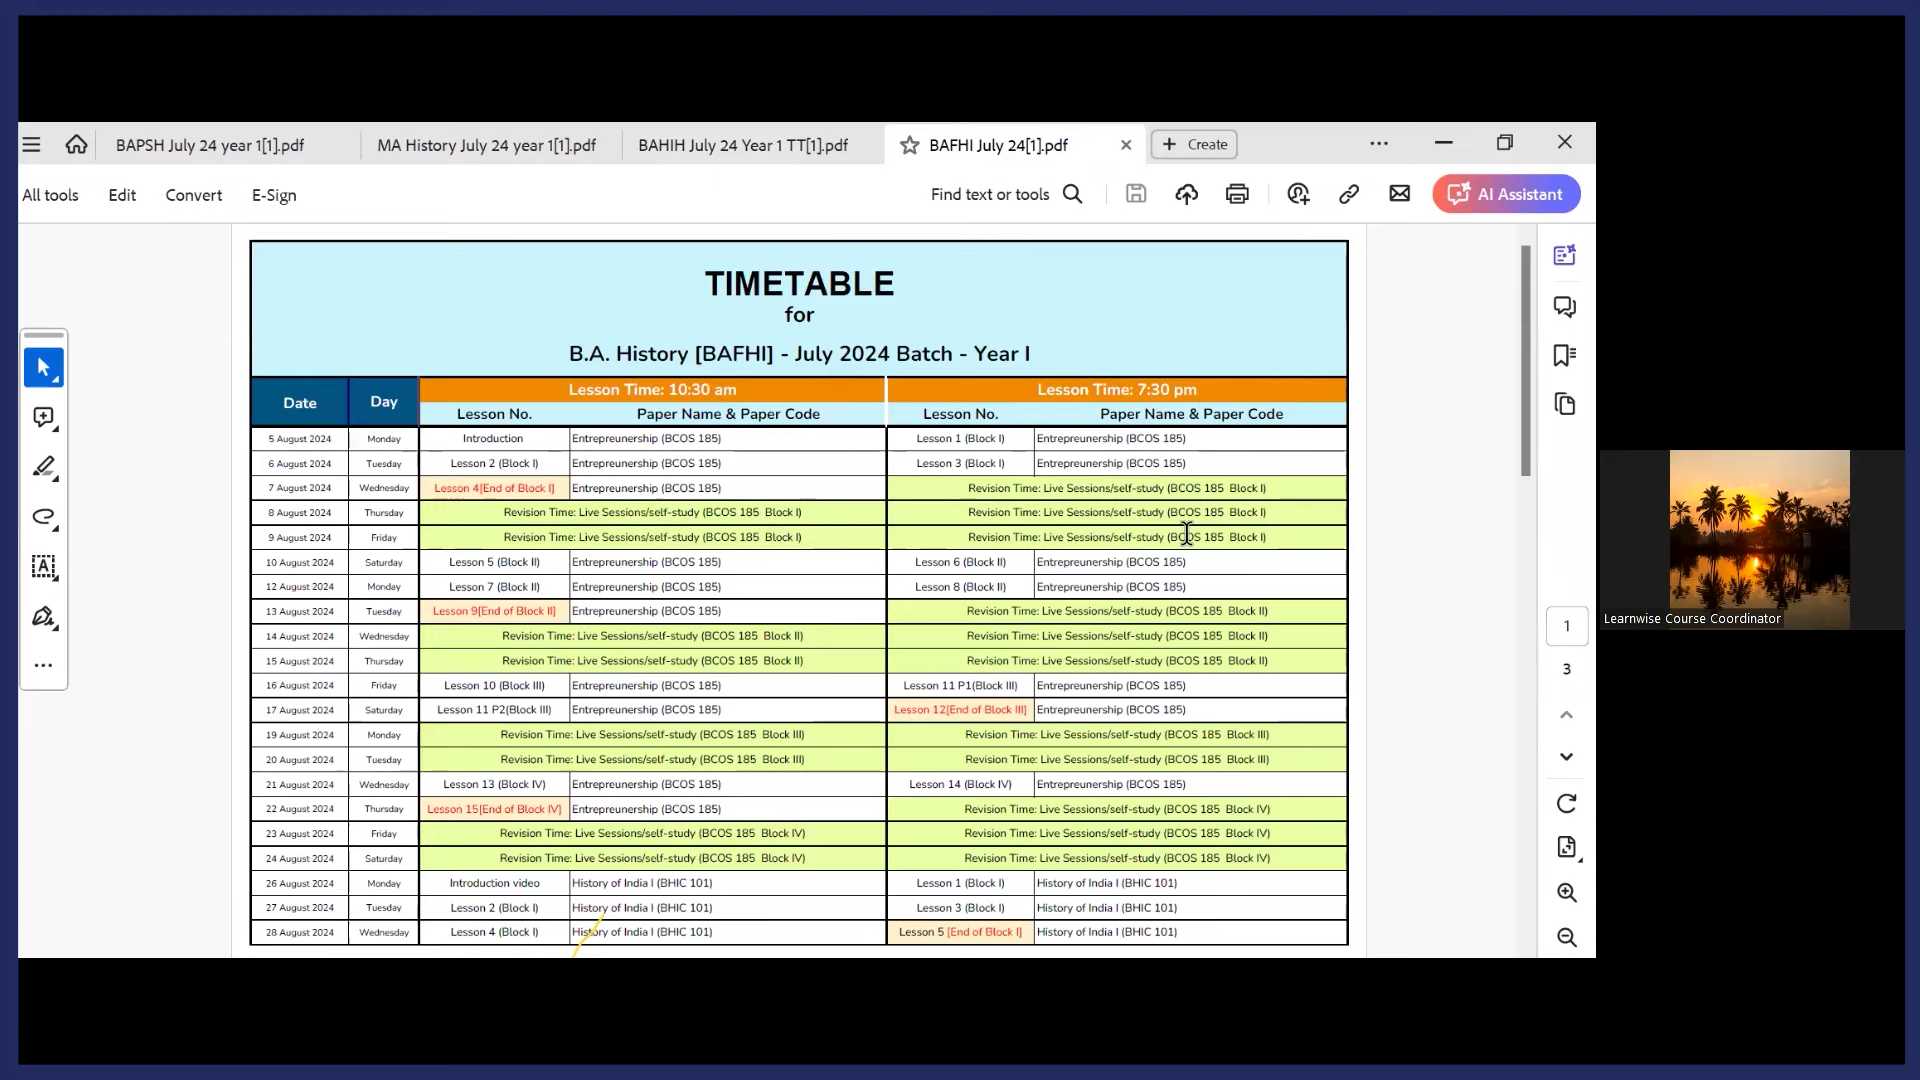 BAPSH July 24 year 1[1].pdf MA History July 24 year 1[1].pdf BAHIH July 24 Year 1 TT[1].pdf BAFHI July 24[1].pdf Create
All tools Edit Convert E-Sign Find text or tools AI Assistant
TIMETABLE
for
B.A. History [BAFHI] - July 2024 Batch - Year I
Date Day Lesson Time: 10:30 am Lesson Time: 7:30 pm
Lesson No. Paper Name & Paper Code Lesson No. Paper Name & Paper Code
5 August 2024 Monday Introduction Entrepreunership (BCOS 185) Lesson 1 (Block I) Entrepreunership (BCOS 185)
6 August 2024 Tuesday Lesson 2 (Block I) Entrepreunership (BCOS 185) Lesson 3 (Block I) Entrepreunership (BCOS 185)
7 August 2024 Wednesday Lesson 4[End of Block I] Entrepreunership (BCOS 185) Revision Time: Live Sessions/self-study (BCOS 185 Block I)
8 August 2024 Thursday Revision Time: Live Sessions/self-study (BCOS 185 Block I) Revision Time: Live Sessions/self-study (BCOS 185 Block I)
9 August 2024 Friday Revision Time: Live Sessions/self-study (BCOS 185 Block I) Revision Time: Live Sessions/self-study (BCOS 185 Block I)
10 August 2024 Saturday Lesson 5 (Block II) Entrepreunership (BCOS 185) Lesson 6 (Block II) Entrepreunership (BCOS 185)
12 August 2024 Monday Lesson 7 (Block II) Entrepreunership (BCOS 185) Lesson 8 (Block II) Entrepreunership (BCOS 185)
13 August 2024 Tuesday Lesson 9[End of Block II] Entrepreunership (BCOS 185) Revision Time: Live Sessions/self-study (BCOS 185 Block II)
14 August 2024 Wednesday Revision Time: Live Sessions/self-study (BCOS 185 Block II) Revision Time: Live Sessions/self-study (BCOS 185 Block II)
15 August 2024 Thursday Revision Time: Live Sessions/self-study (BCOS 185 Block II) Revision Time: Live Sessions/self-study (BCOS 185 Block II)
16 August 2024 Friday Lesson 10 (Block III) Entrepreunership (BCOS 185) Lesson 11 P1(Block III) Entrepreunership (BCOS 185)
17 August 2024 Saturday Lesson 11 P2(Block III) Entrepreunership (BCOS 185) Lesson 12[End of Block III] Entrepreunership (BCOS 185)
19 August 2024 Monday Revision Time: Live Sessions/self-study (BCOS 185 Block III) Revision Time: Live Sessions/self-study (BCOS 185 Block III)
20 August 2024 Tuesday Revision Time: Live Sessions/self-study (BCOS 185 Block III) Revision Time: Live Sessions/self-study (BCOS 185 Block III)
21 August 2024 Wednesday Lesson 13 (Block IV) Entrepreunership (BCOS 185) Lesson 14 (Block IV) Entrepreunership (BCOS 185)
22 August 2024 Thursday Lesson 15[End of Block IV] Entrepreunership (BCOS 185) Revision Time: Live Sessions/self-study (BCOS 185 Block IV)
23 August 2024 Friday Revision Time: Live Sessions/self-study (BCOS 185 Block IV) Revision Time: Live Sessions/self-study (BCOS 185 Block IV)
24 August 2024 Saturday Revision Time: Live Sessions/self-study (BCOS 185 Block IV) Revision Time: Live Sessions/self-study (BCOS 185 Block IV)
26 August 2024 Monday Introduction video History of India I (BHIC 101) Lesson 1 (Block I) History of India I (BHIC 101)
27 August 2024 Tuesday Lesson 2 (Block I) History of India I (BHIC 101) Lesson 3 (Block I) History of India I (BHIC 101)
28 August 2024 Wednesday Lesson 4 (Block I) History of India I (BHIC 101) Lesson 5 [End of Block I] History of India I (BHIC 101)
1
3
Learnwise Course Coordinator